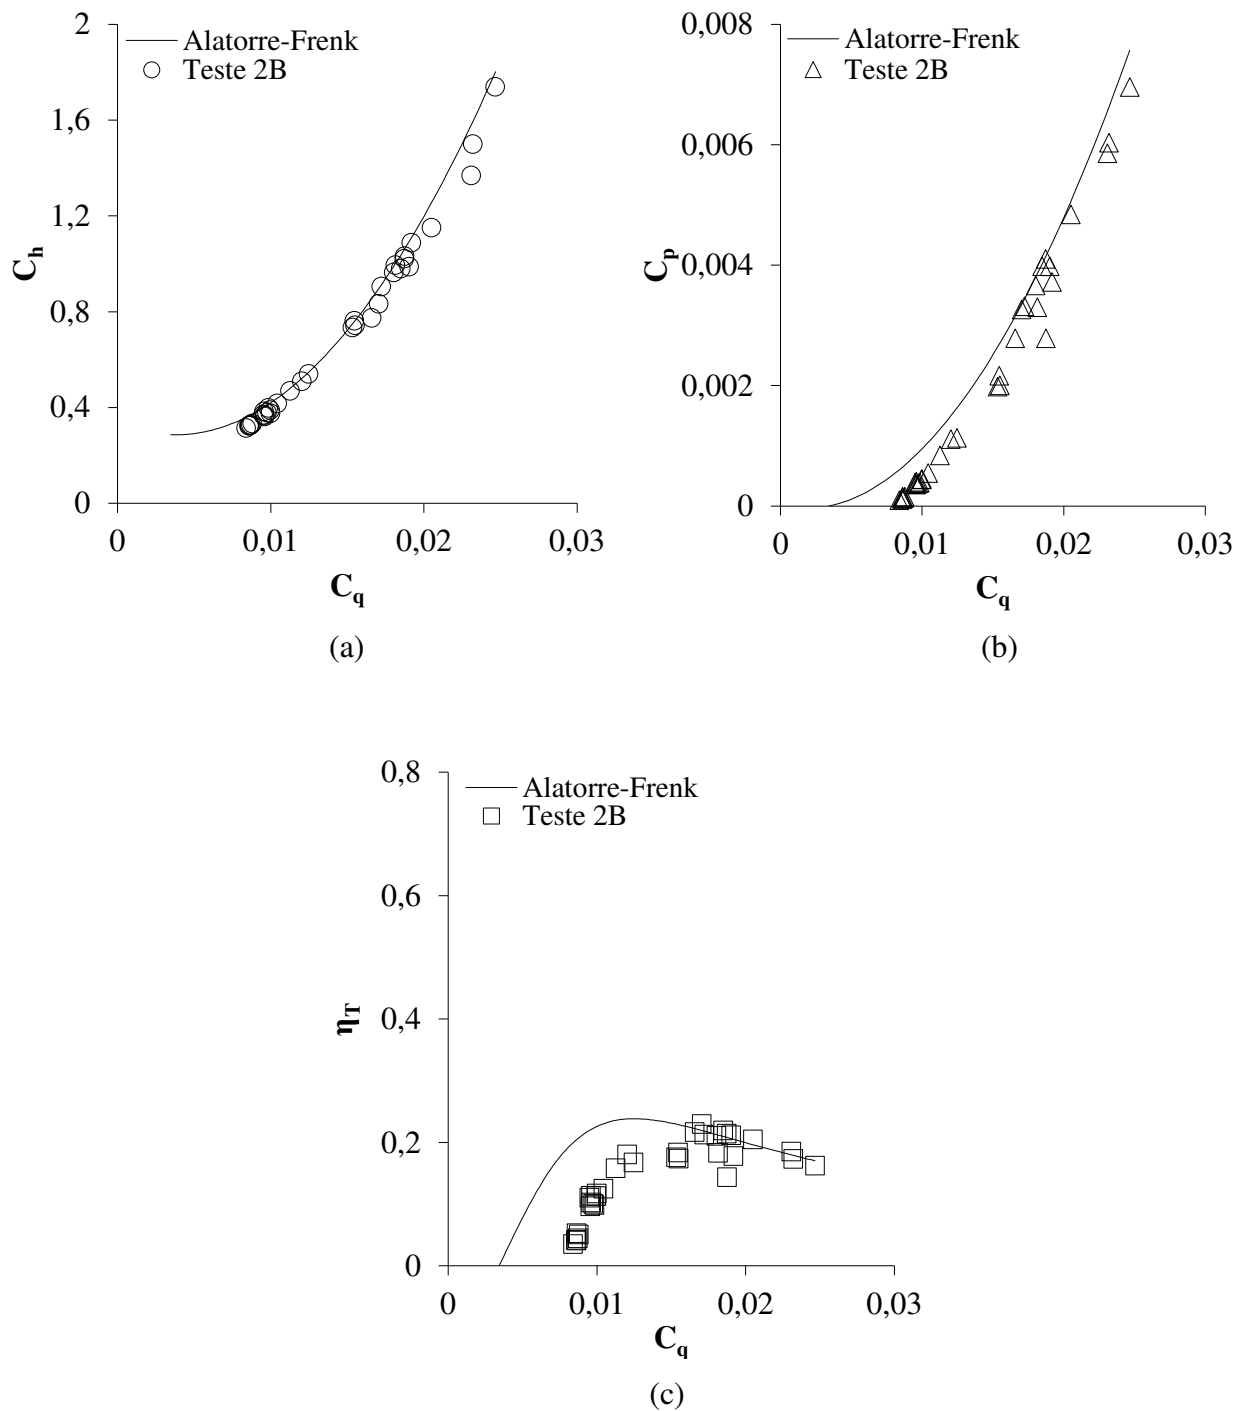 2
Alatorre-Frenk
Teste 2B
1,6
1,2
C_h
0,8
0,4
0
0 0,01 0,02 0,03
C_q
(a)
0,008
Alatorre-Frenk
Teste 2B
0,006
C_p
0,004
0,002
0
0 0,01 0,02 0,03
C_q
(b)
0,8
Alatorre-Frenk
Teste 2B
0,6
η_T
0,4
0,2
0
0 0,01 0,02 0,03
C_q
(c)